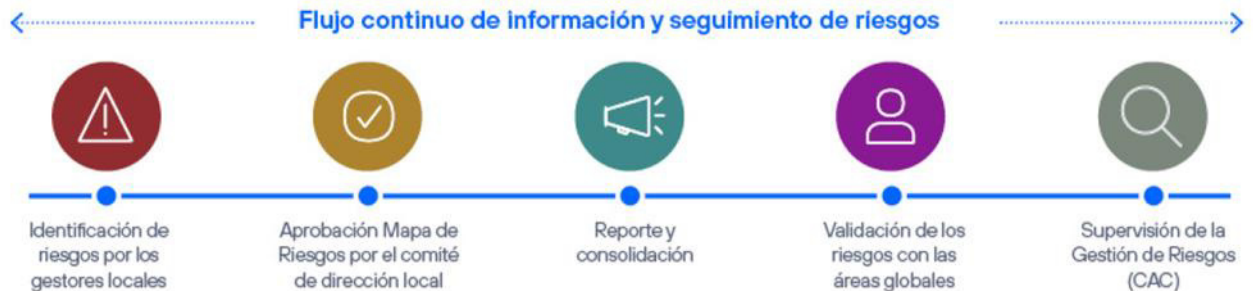 Flujo continuo de información y seguimiento de riesgos
Identificación de
riesgos por los
gestores locales
Aprobación Mapa de
Riesgos por el comité
de dirección local
Reporte y
consolidación
Validación de los
riesgos con las
áreas globales
Supervisión de la
Gestión de Riesgos
(CAC)